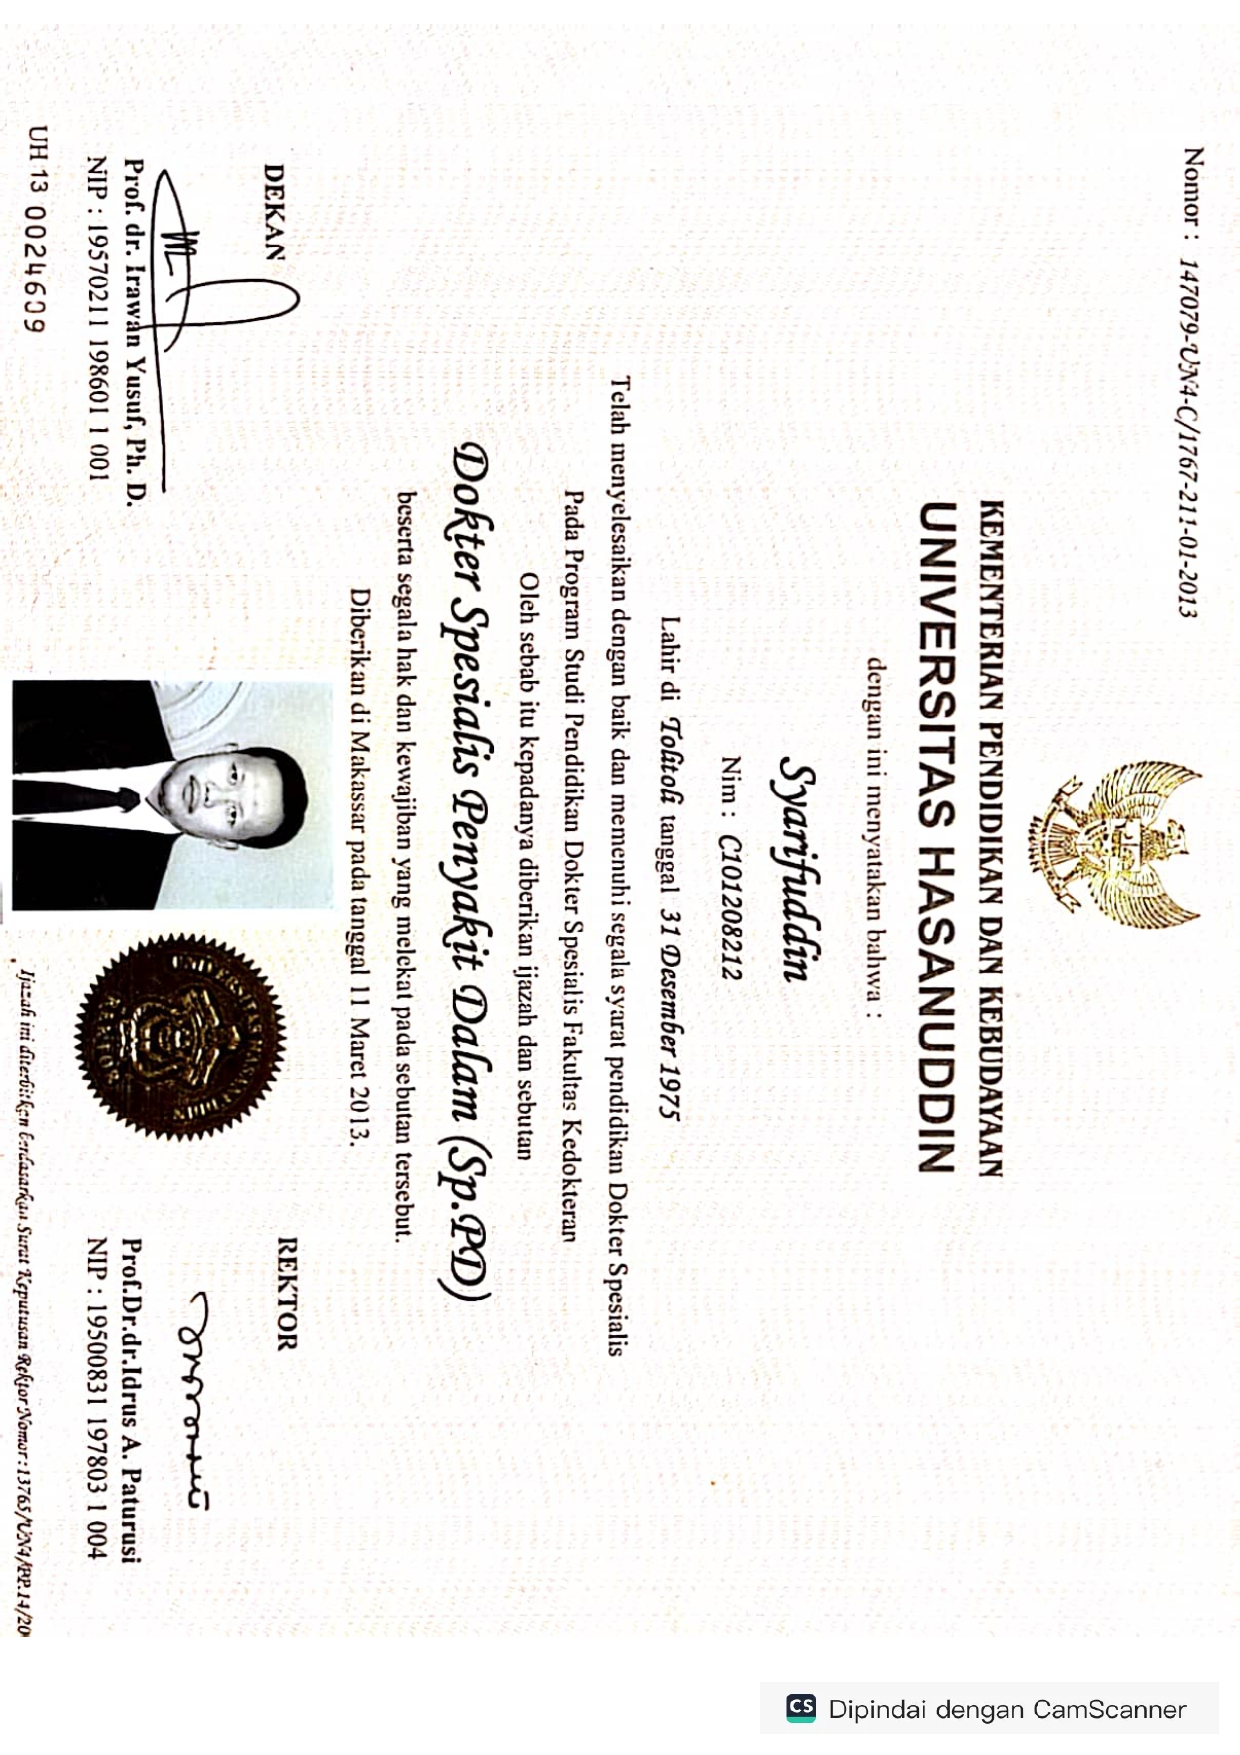 Nomor : 147079-UN4-C/1767-211-01-2013
KEMENTERIAN PENDIDIKAN DAN KEBUDAYAAN
UNIVERSITAS HASANUDDIN
dengan ini menyatakan bahwa :
Syarifuddin
Nim : C101208212
Lahir di Tolitoli tanggal 31 Desember 1975
Telah menyelesaikan dengan baik dan memenuhi segala syarat pendidikan Dokter Spesialis
Pada Program Studi Pendidikan Dokter Spesialis Fakultas Kedokteran
Oleh sebab itu kepadanya diberikan ijazah dan sebutan
Dokter Spesialis Penyakit Dalam (Sp.PD)
beserta segala hak dan kewajiban yang melekat pada sebutan tersebut.
Diberikan di Makassar pada tanggal 11 Maret 2013.
DEKAN
Prof. dr. Irawan Yusuf, Ph. D.
NIP : 19570211 198601 1 001
UH 13 0024609
UNIVERSITAS HASANUDDIN
REKTOR
REKTOR
Prof.Dr.dr.Idrus A. Paturusi
NIP : 19500831 197803 1 004
Ijazah ini diterbitkan berdasarkan Surat Keputusan Rektor Nomor:13765/UN4/PP.14/20
CS Dipindai dengan CamScanner